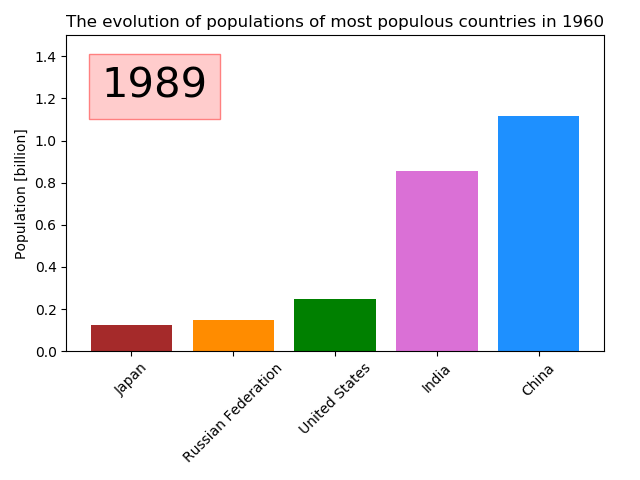 The evolution of populations of most populous countries in 1960
1989
Population [billion]
1.4
1.2
1.0
0.8
0.6
0.4
0.2
0.0
Japan
Russian Federation
United States
India
China